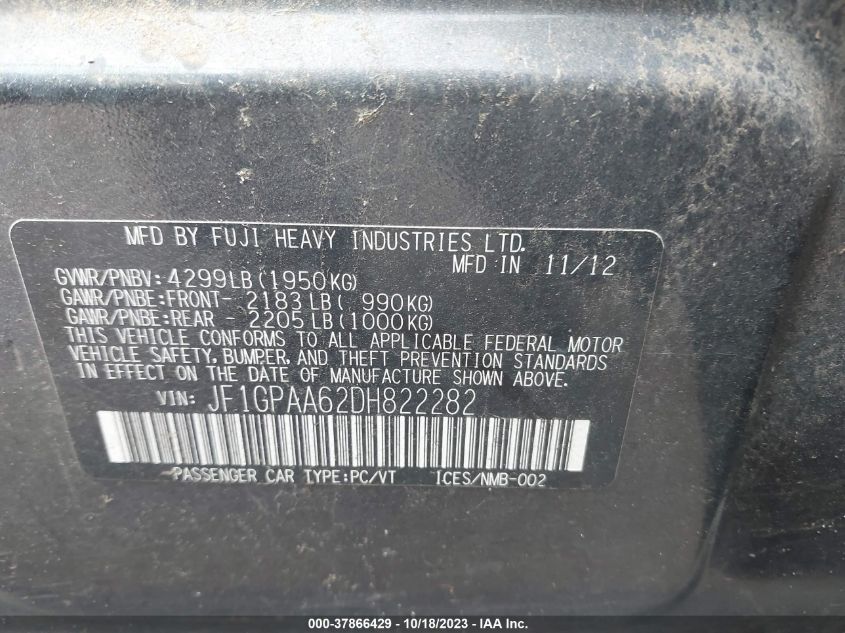 MFD BY FUJI HEAVY INDUSTRIES LTD.
MFD IN 11/12
GVWR/PNBV: 4299LB (1950KG)
GAWR/PNBE: FRONT- 2183 LB ( 990KG)
GAWR/PNBE: REAR - 2205 LB (1000KG)
THIS VEHICLE CONFORMS TO ALL APPLICABLE FEDERAL MOTOR
VEHICLE SAFETY, BUMPER, AND THEFT PREVENTION STANDARDS
IN EFFECT ON THE DATE OF MANUFACTURE SHOWN ABOVE.
VIN: JF1GPAA62DH822282
PASSENGER CAR TYPE:PC/VT ICES/NMB-002
000-37866429 - 10/18/2023 - IAA Inc.